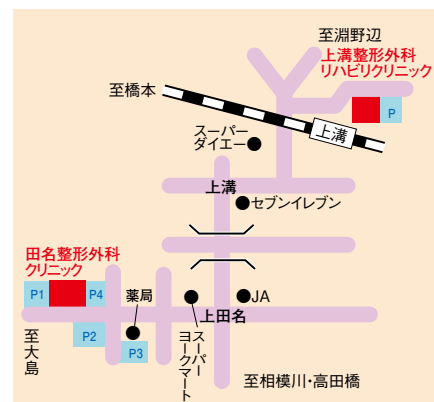 至淵野辺
上溝整形外科
リハビリクリニック
至橋本
P
上溝
スーパー
ダイエー
上溝
セブンイレブン
田名整形外科
クリニック
P1
P4
薬局
JA
上田名
P2
P3
スーパー
ヨークマート
至大島
至相模川・高田橋